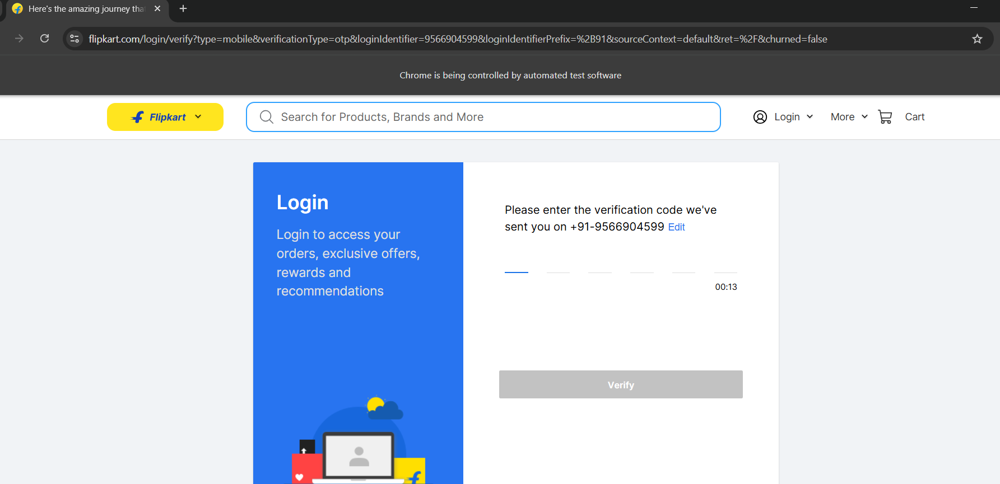 Here's the amazing journey tha
flipkart.com/login/verify?type=mobile&verificationType=otp&loginIdentifier=9566904599&loginIdentifierPrefix=%2B91&sourceContext=default&ret=%2F&churned=false
Chrome is being controlled by automated test software
Flipkart
Search for Products, Brands and More
Login
More
Cart
Login
Login to access your
orders, exclusive offers,
rewards and
recommendations
Please enter the verification code we've
sent you on +91-9566904599 Edit
00:13
Verify